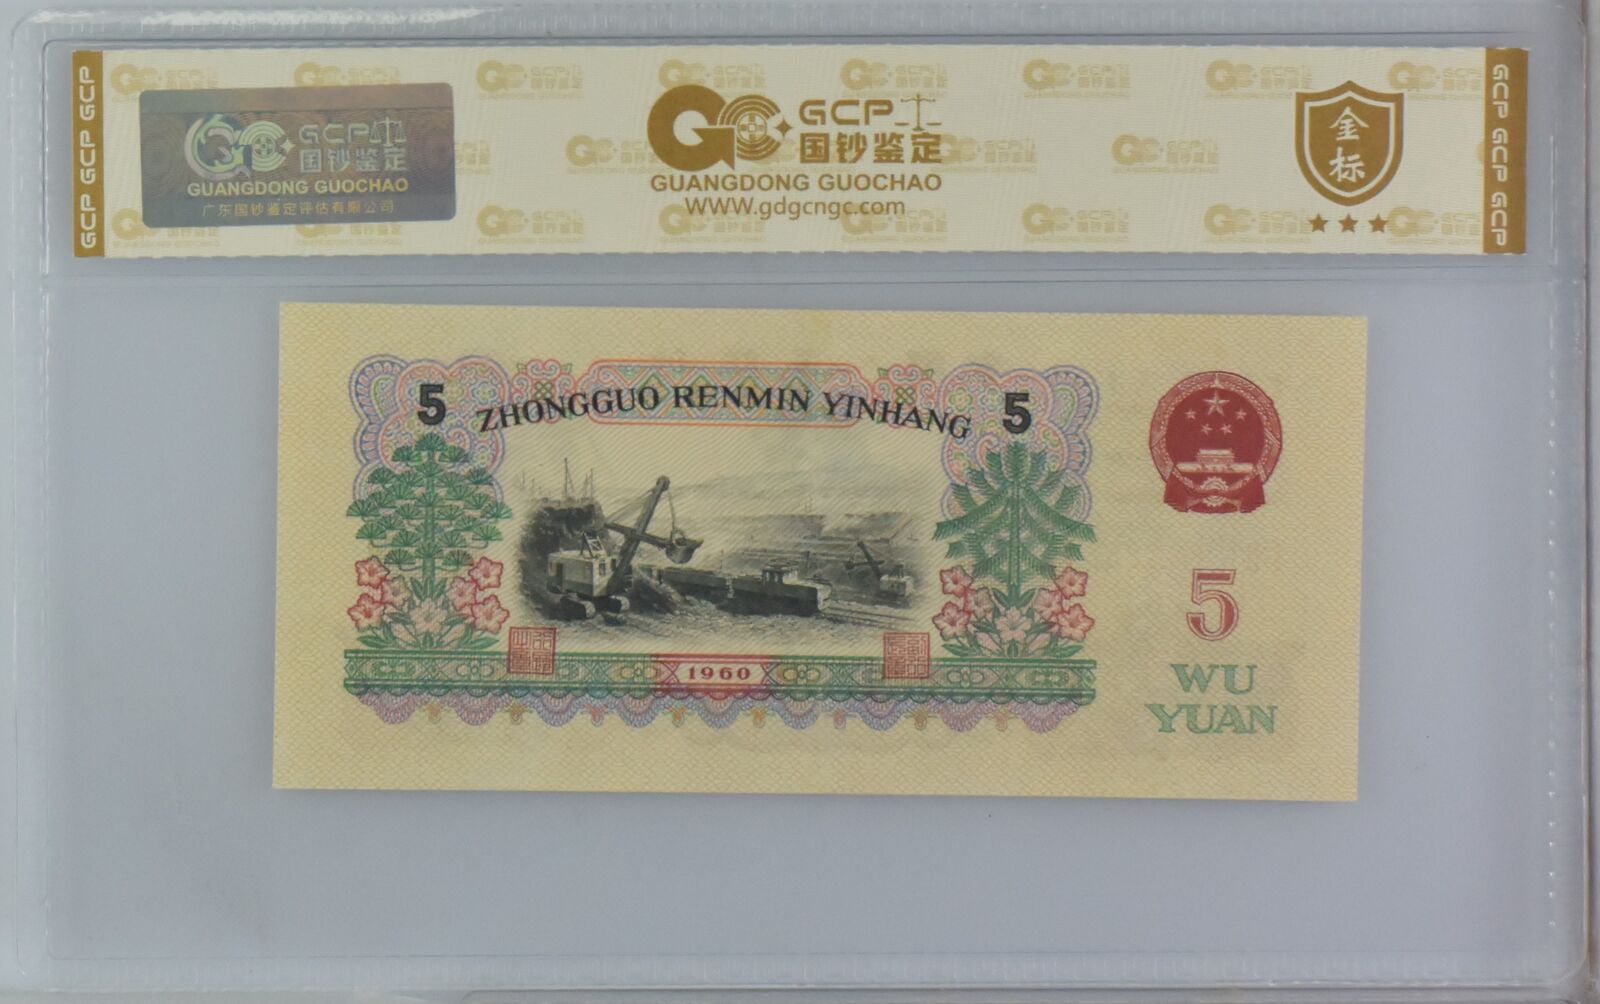 GCP GCP GCP
GCP 国钞鉴定
GUANGDONG GUOCHAO
广东国钞鉴定评估有限公司
GCP
国钞鉴定
GUANGDONG GUOCHAO
WWW.gdgcngc.com
金标
GCP GCP GCP
5 ZHONGGUO RENMIN YINHANG 5
1960
5
WU
YUAN